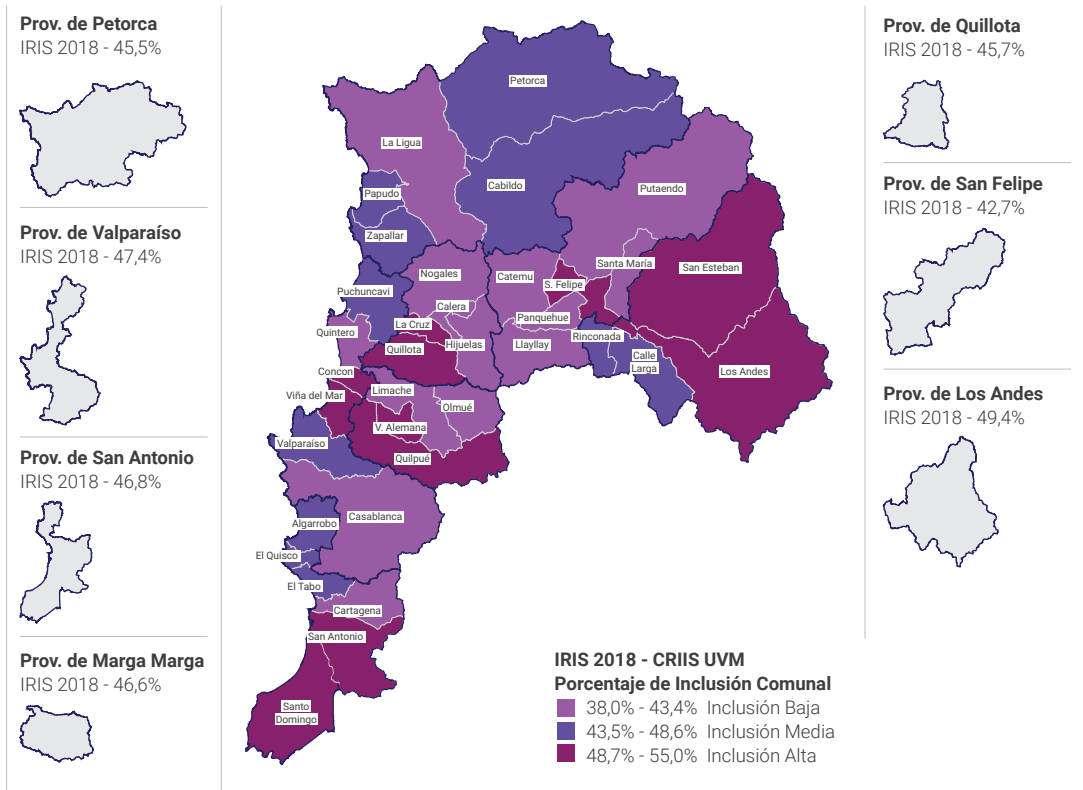 Prov. de Petorca
IRIS 2018 - 45,5%
Prov. de Valparaíso
IRIS 2018 - 47,4%
Prov. de San Antonio
IRIS 2018 - 46,8%
Prov. de Marga Marga
IRIS 2018 - 46,6%
Petorca
La Ligua
Cabildo
Putaendo
Papudo
Zapallar
Santa María
San Esteban
Nogales
Catemu
S. Felipe
Puchuncavi
Calera
Panquehue
La Cruz
Quintero
Rinconada
Hijuelas
Llayllay
Quillota
Calle
Larga
Los Andes
Concon
Limache
Viña del Mar
Olmué
V. Alemana
Valparaíso
Quilpué
Casablanca
Algarrobo
El Quisco
El Tabo
Cartagena
San Antonio
Santo
Domingo
IRIS 2018 - CRIIS UVM
Porcentaje de Inclusión Comunal
38,0% - 43,4% Inclusión Baja
43,5% - 48,6% Inclusión Media
48,7% - 55,0% Inclusión Alta
Prov. de Quillota
IRIS 2018 - 45,7%
Prov. de San Felipe
IRIS 2018 - 42,7%
Prov. de Los Andes
IRIS 2018 - 49,4%